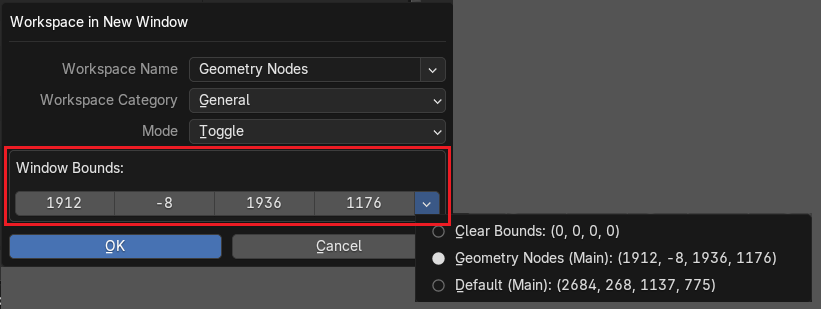 Workspace in New Window
Workspace Name Geometry Nodes
Workspace Category General
Mode Toggle
Window Bounds:
1912 -8 1936 1176
OK Cancel
Clear Bounds: (0, 0, 0, 0)
Geometry Nodes (Main): (1912, -8, 1936, 1176)
Default (Main): (2684, 268, 1137, 775)